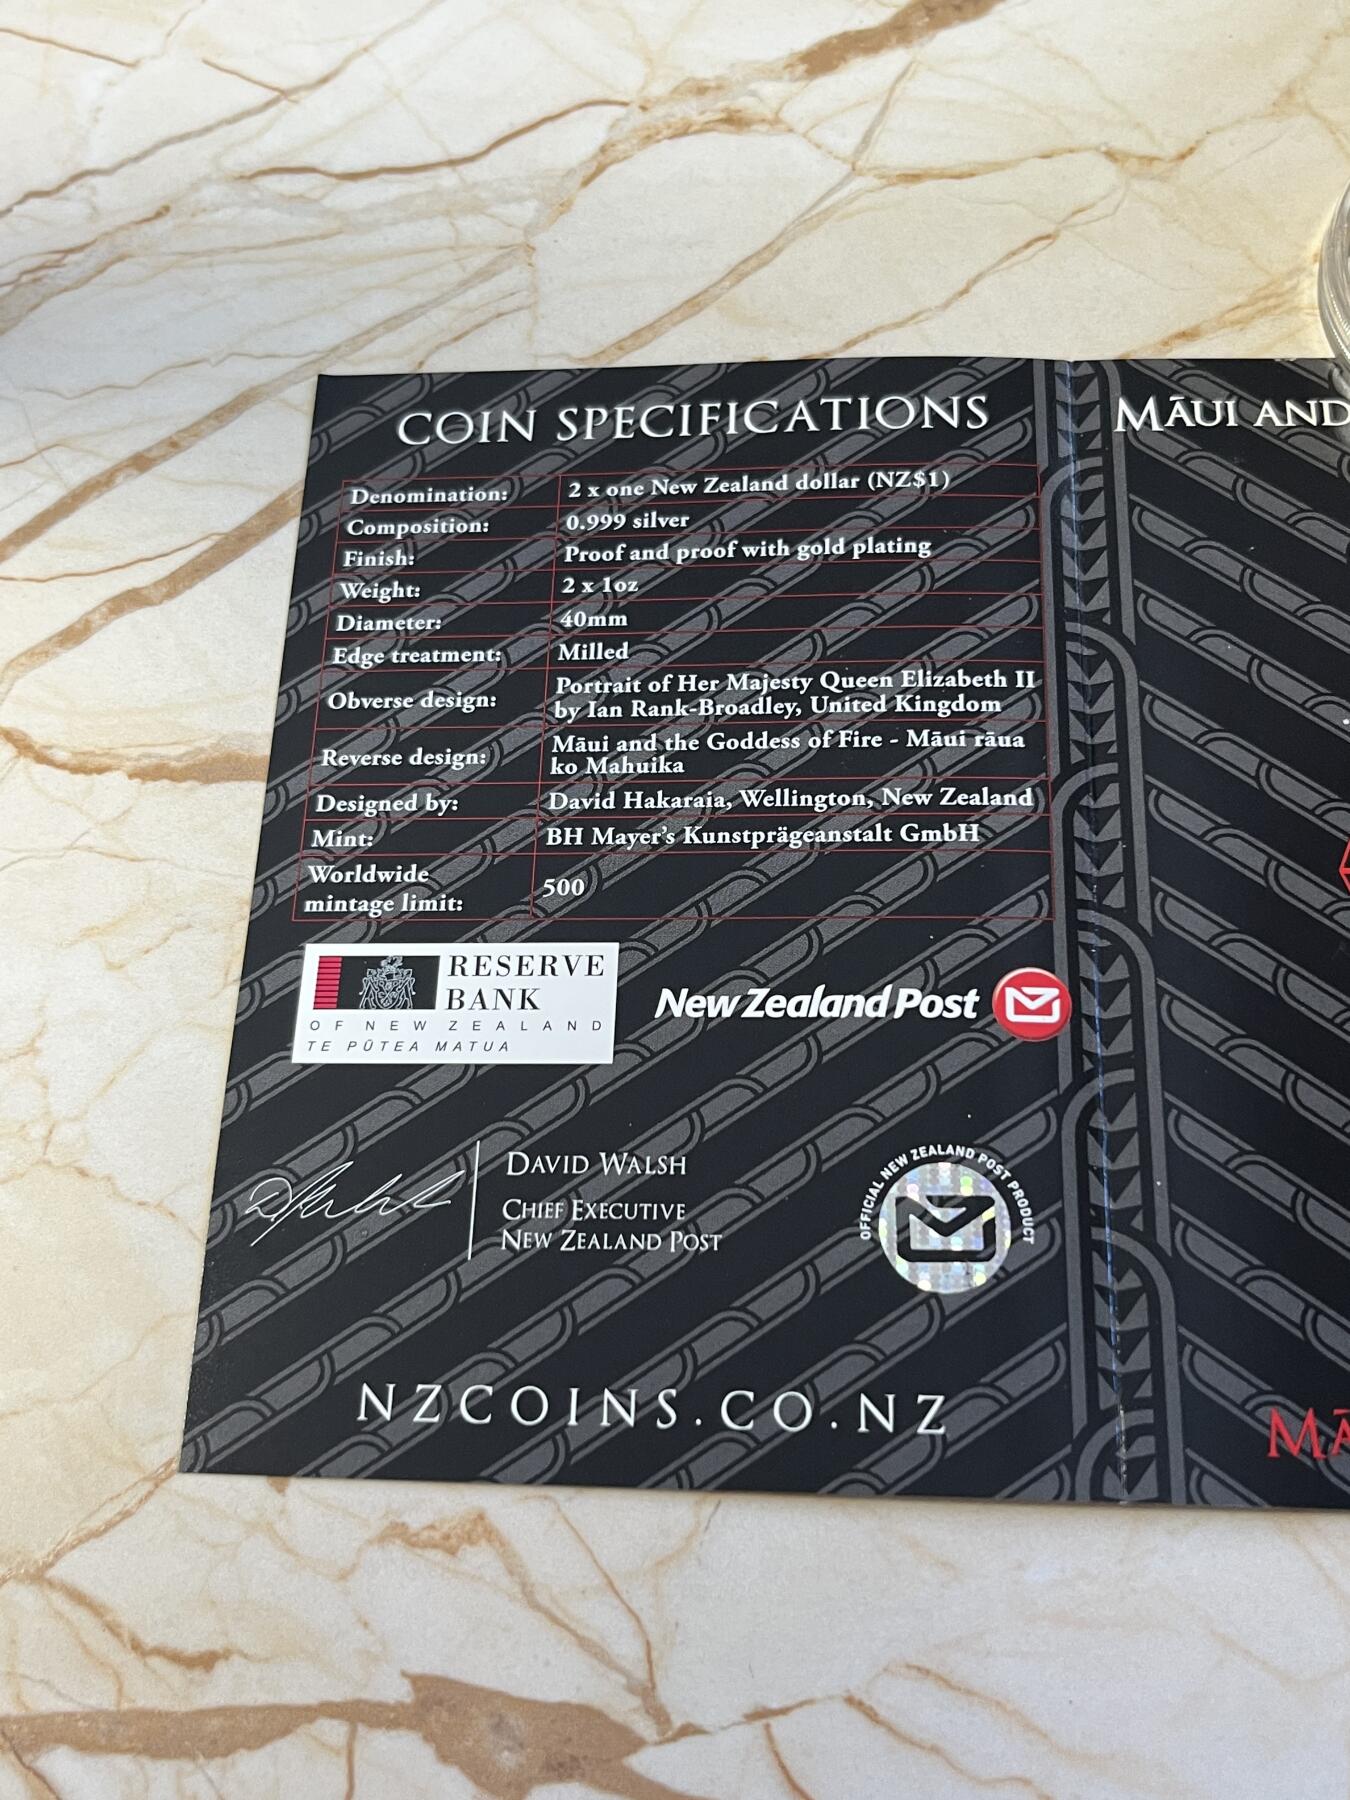 COIN SPECIFICATIONS
Denomination: 2 x one New Zealand dollar (NZ$1)
Composition: 0.999 silver
Finish: Proof and proof with gold plating
Weight: 2 x 1oz
Diameter: 40mm
Edge treatment: Milled
Obverse design: Portrait of Her Majesty Queen Elizabeth II
by Ian Rank-Broadley, United Kingdom
Reverse design: Māui and the Goddess of Fire - Māui rāua
ko Mahuika
Designed by: David Hakaraia, Wellington, New Zealand
Mint: BH Mayer's Kunstprägeanstalt GmbH
Worldwide
mintage limit: 500
RESERVE
BANK
OF NEW ZEALAND
TE PŪTEA MATUA
New Zealand Post
DAVID WALSH
CHIEF EXECUTIVE
NEW ZEALAND POST
OFFICIAL NEW ZEALAND POST PRODUCT
NZCOINS.CO.NZ
MĀUI AND
MĀ